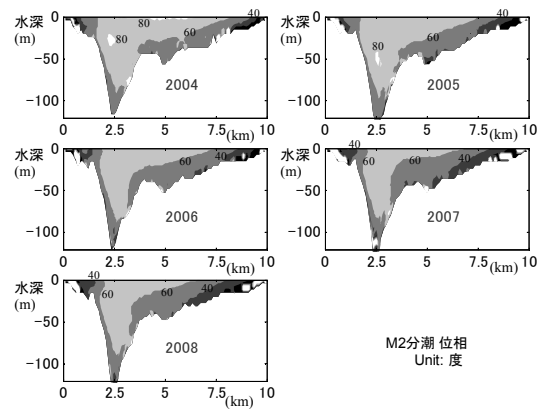 水深 80 40 水深 40
(m) 80 60 (m) 80 60
−50 −50
2004 2005
−100 −100
0 2.5 5 7.5 (km) 10 0 2.5 5 7.5 (km) 10
水深 0 水深 0 40
(m) 60 40 (m) 60 60 40
−50 −50
2006 2007
−100 −100
0 2.5 5 7.5 (km) 10 0 2.5 5 7.5 (km) 10
水深 0 40
(m) 60 60 40
−50
2008
−100
0 2.5 5 7.5 (km) 10
M2分潮 位相
Unit: 度